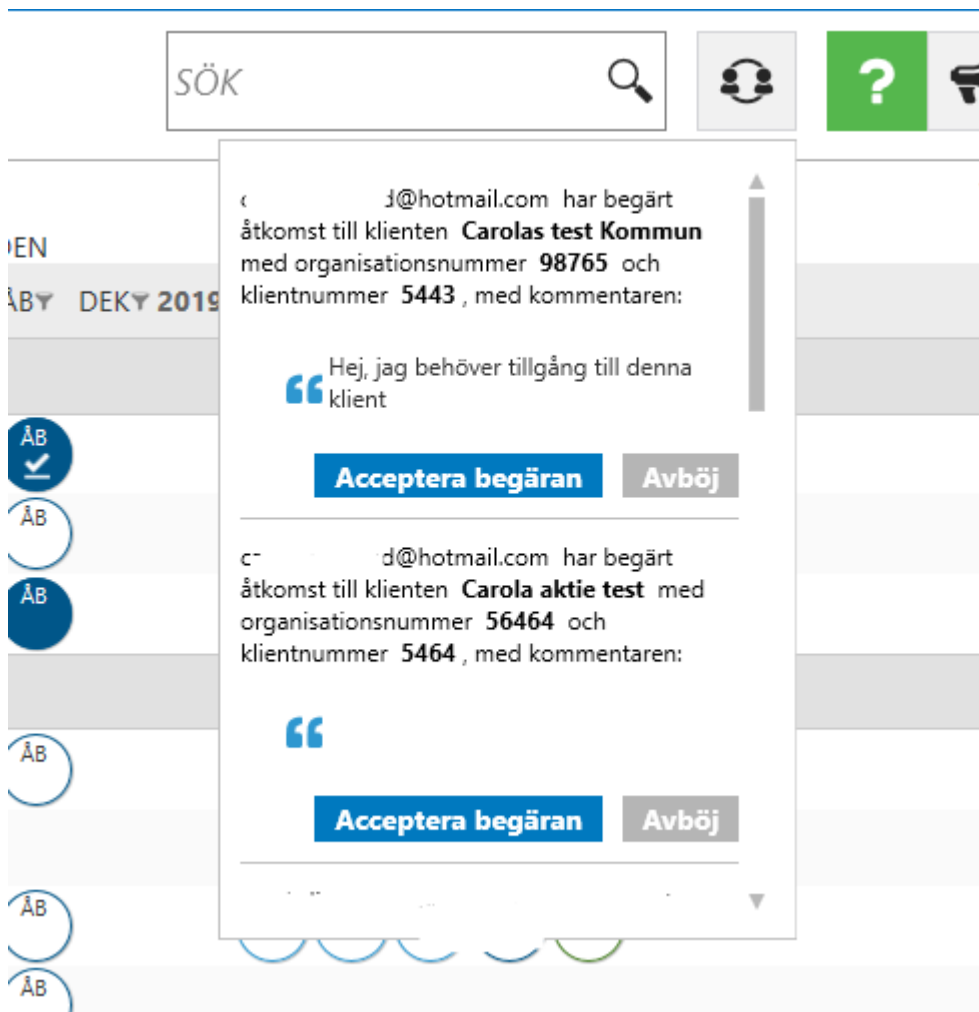 SÖK
?
d@hotmail.com har begärt
åtkomst till klienten Carolas test Kommun
med organisationsnummer 98765 och
klientnummer 5443 , med kommentaren:
DEN
ÅB DEK 2019
“ Hej, jag behöver tillgång till denna
klient
Acceptera begäran Avböj
ÅB
ÅB
d@hotmail.com har begärt
åtkomst till klienten Carola aktie test med
organisationsnummer 56464 och
klientnummer 5464 , med kommentaren:
ÅB
“
ÅB
Acceptera begäran Avböj
ÅB
ÅB